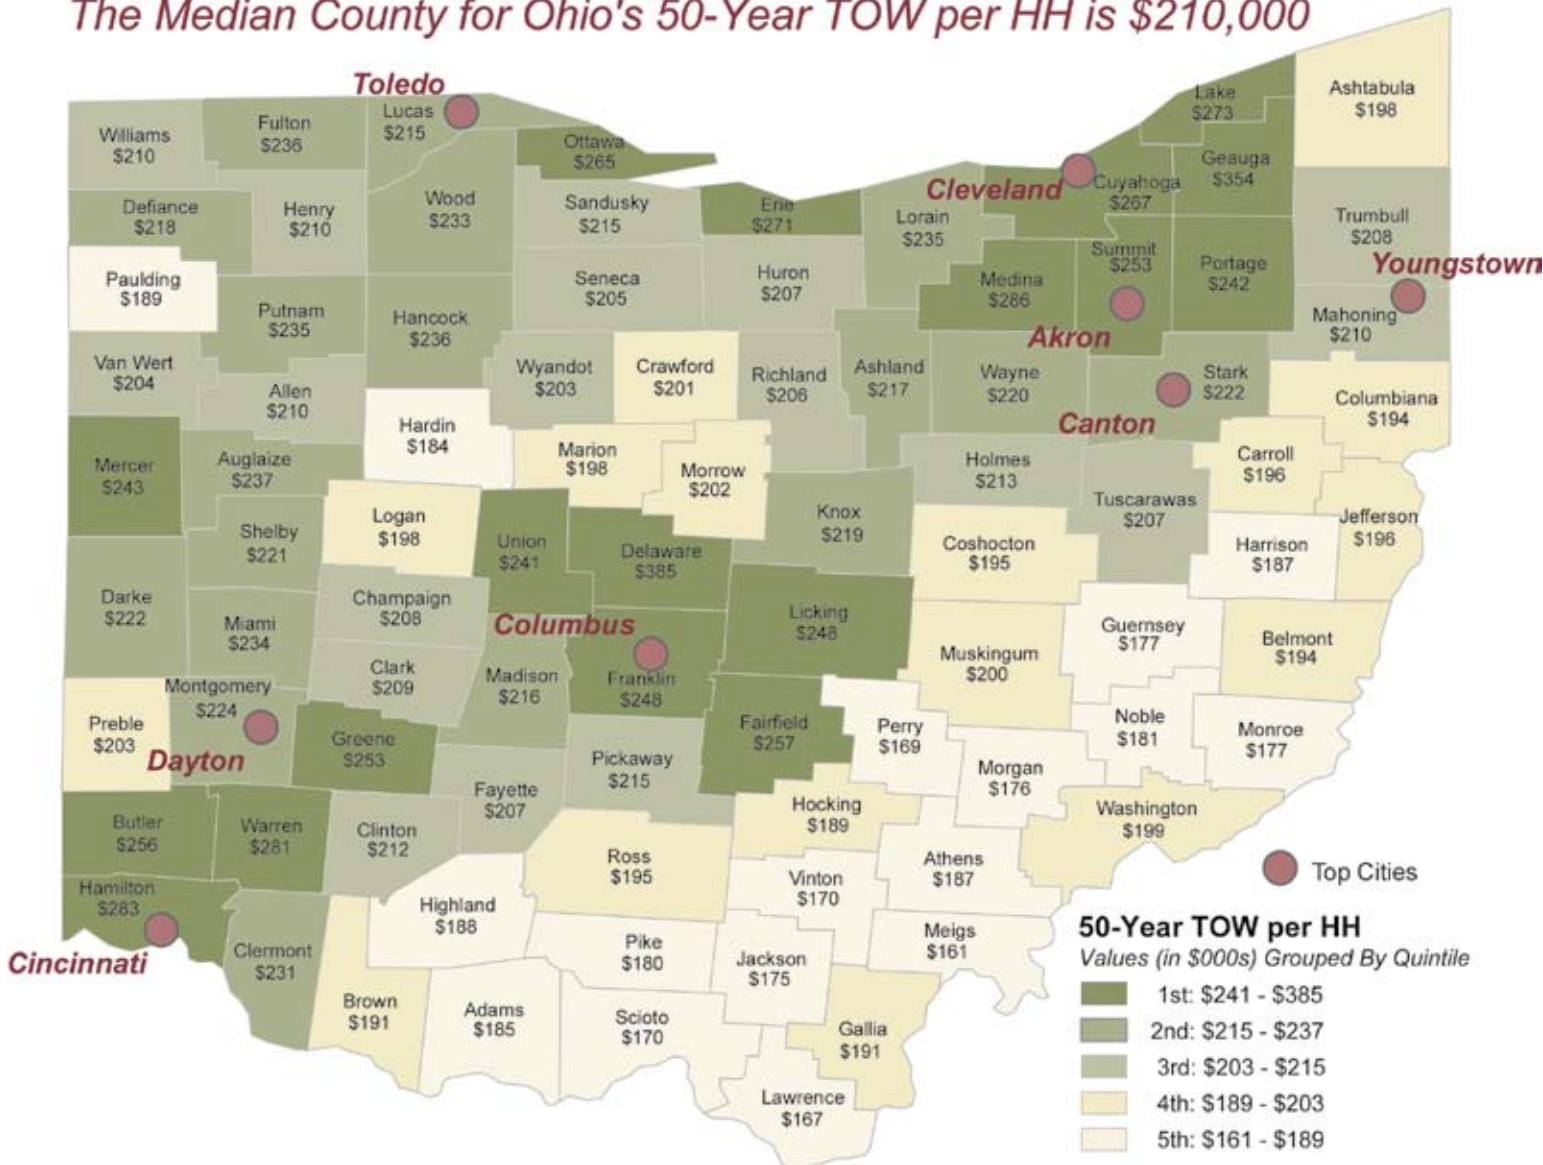 The Median County for Ohio's 50-Year TOW per HH is $210,000
Toledo
Williams
$210
Fulton
$236
Lucas
$215
Ottawa
$265
Lake
$273
Ashtabula
$198
Defiance
$218
Henry
$210
Wood
$233
Sandusky
$215
Erie
$271
Lorain
$235
Cleveland
Cuyahoga
$267
Geauga
$354
Trumbull
$208
Youngstown
Paulding
$189
Putnam
$235
Hancock
$236
Seneca
$205
Huron
$207
Medina
$286
Summit
$253
Portage
$242
Mahoning
$210
Akron
Van Wert
$204
Allen
$210
Hardin
$184
Wyandot
$203
Crawford
$201
Richland
$206
Ashland
$217
Wayne
$220
Stark
$222
Canton
Columbiana
$194
Mercer
$243
Auglaize
$237
Marion
$198
Morrow
$202
Holmes
$213
Tuscarawas
$207
Carroll
$196
Jefferson
$196
Shelby
$221
Logan
$198
Union
$241
Delaware
$385
Knox
$219
Coshocton
$195
Harrison
$187
Darke
$222
Miami
$234
Champaign
$208
Columbus
Licking
$248
Muskingum
$200
Guernsey
$177
Belmont
$194
Clark
$209
Madison
$216
Franklin
$248
Preble
$203
Montgomery
$224
Dayton
Greene
$253
Pickaway
$215
Fairfield
$257
Perry
$169
Morgan
$176
Noble
$181
Monroe
$177
Butler
$256
Warren
$281
Clinton
$212
Fayette
$207
Hocking
$189
Washington
$199
Ross
$195
Vinton
$170
Athens
$187
Hamilton
$283
Cincinnati
Clermont
$231
Highland
$188
Pike
$180
Jackson
$175
Meigs
$161
Brown
$191
Adams
$185
Scioto
$170
Gallia
$191
Lawrence
$167
Top Cities
50-Year TOW per HH
Values (in $000s) Grouped By Quintile
1st: $241 - $385
2nd: $215 - $237
3rd: $203 - $215
4th: $189 - $203
5th: $161 - $189